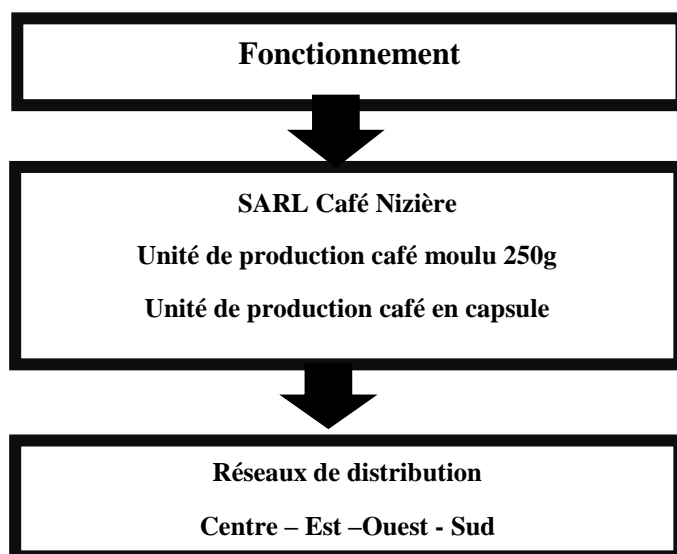 Fonctionnement
SARL Café Nizière
Unité de production café moulu 250g
Unité de production café en capsule
Réseaux de distribution
Centre – Est –Ouest - Sud